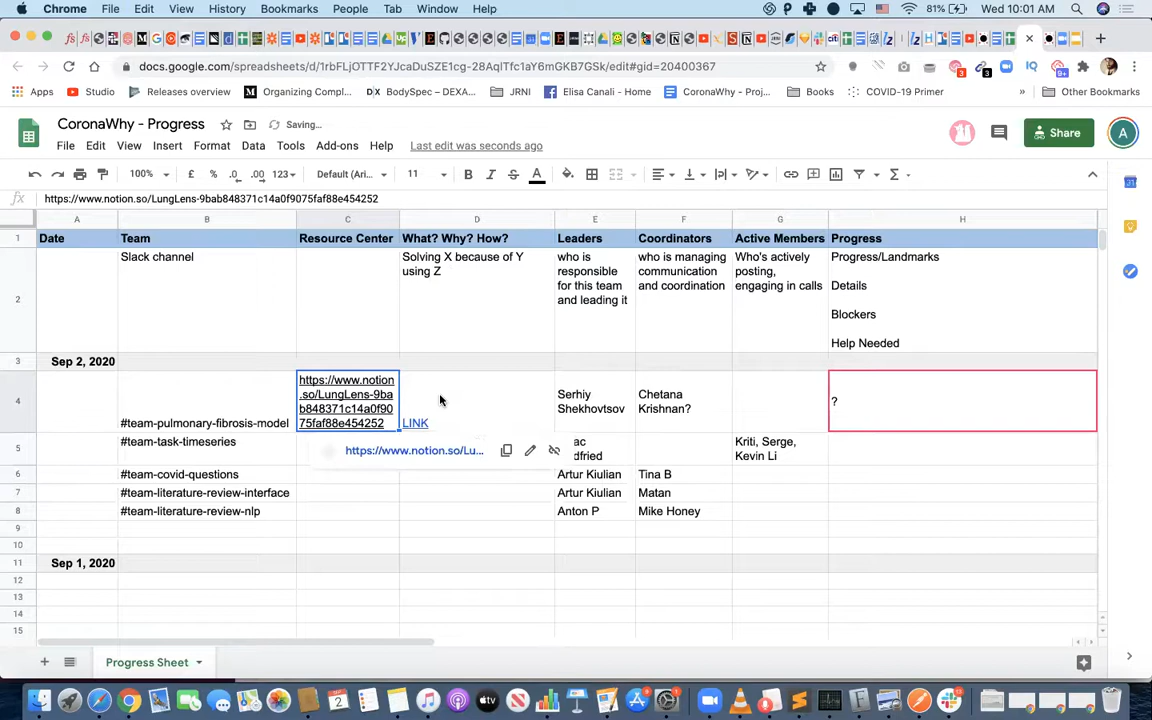 Chrome File Edit View History Bookmarks People Tab Window Help 81% Wed 10:01 AM
docs.google.com/spreadsheets/d/1rbFLjOTTF2YJcaDuSZE1cg-28AqlTfc1aY6mGKB7GSk/edit#gid=20400367
Apps Studio Releases overview Organizing Compl... BodySpec – DEXA... JRNI Elisa Canali - Home CoronaWhy - Proj... Books COVID-19 Primer » Other Bookmarks
CoronaWhy - Progress Saving...
File Edit View Insert Format Data Tools Add-ons Help Last edit was seconds ago
Share
A
100% £ % .0 .00 123 Default (Ari... 11 B I S A
fx https://www.notion.so/LungLens-9bab848371c14a0f9075faf88e454252
A B C D E F G H
1 Date Team Resource Center What? Why? How? Leaders Coordinators Active Members Progress
2 Slack channel
Solving X because of Y
using Z
who is
responsible
for this team
and leading it
who is managing
communication
and coordination
Who's actively
posting,
engaging in calls
Progress/Landmarks
Details
Blockers
Help Needed
3 Sep 2, 2020
4 #team-pulmonary-fibrosis-model
https://www.notion
.so/LungLens-9ba
b848371c14a0f90
75faf88e454252
LINK
Serhiy
Shekhovtsov
Chetana
Krishnan?
?
https://www.notion.so/Lu...
5 #team-task-timeseries
Kriti, Serge,
Kevin Li
6 #team-covid-questions Artur Kiulian Tina B
7 #team-literature-review-interface Artur Kiulian Matan
8 #team-literature-review-nlp Anton P Mike Honey
9
10
11 Sep 1, 2020
12
13
14
15
Progress Sheet